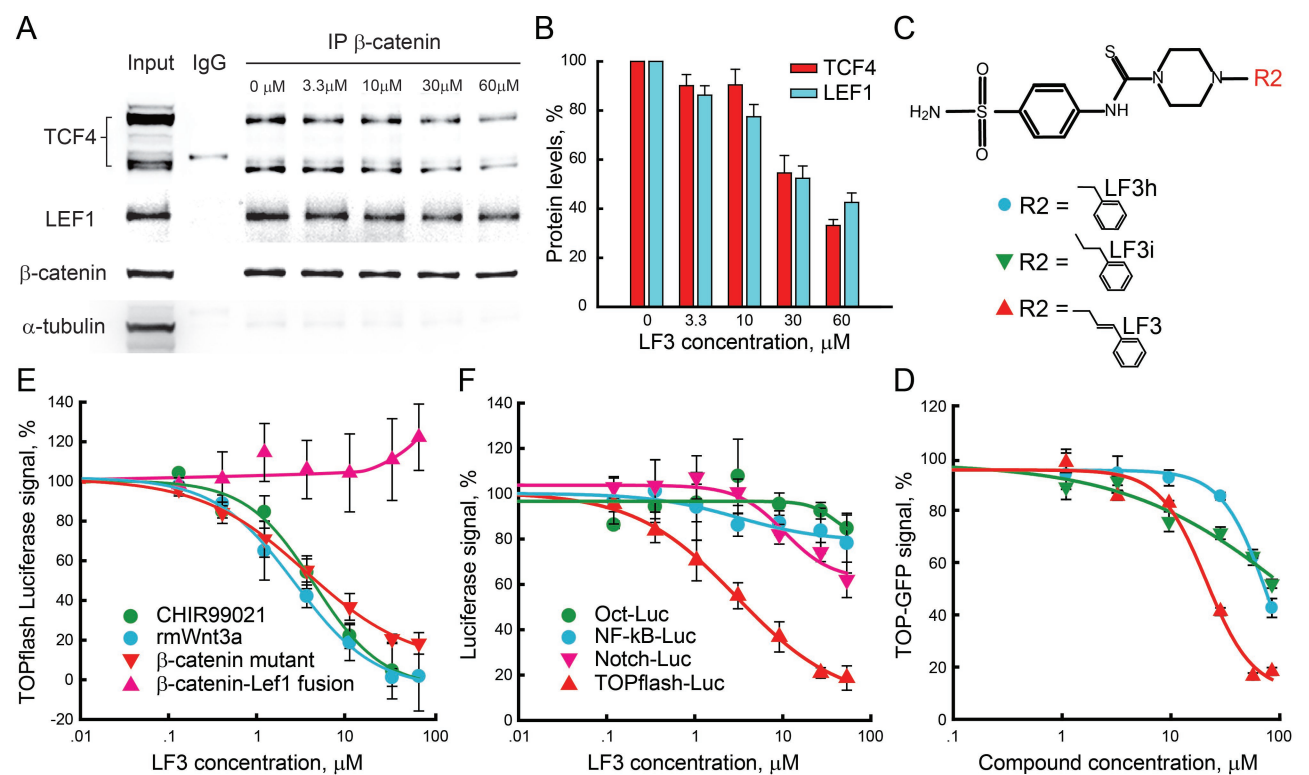 A
IP β-catenin
Input
IgG
0 μM
3.3μM
10μM
30μM
60μM
TCF4
LEF1
β-catenin
α-tubulin
B
Protein levels, %
100
80
60
40
20
0
TCF4
LEF1
0
3.3
10
30
60
LF3 concentration, μM
C
H₂N
S
O
O
NH
S
N
N
R2
R2 = LF3h
R2 = LF3i
R2 = LF3
E
TOPflash Luciferase signal, %
140
120
100
80
60
40
20
0
-20
CHIR99021
rmWnt3a
β-catenin mutant
β-catenin-Lef1 fusion
.01
0.1
1
10
100
LF3 concentration, μM
F
Luciferase signal, %
140
120
100
80
60
40
20
0
Oct-Luc
NF-kB-Luc
Notch-Luc
TOPflash-Luc
.01
0.1
1
10
100
LF3 concentration, μM
D
TOP-GFP signal, %
120
100
80
60
40
20
0
.1
1
10
100
Compound concentration, μM